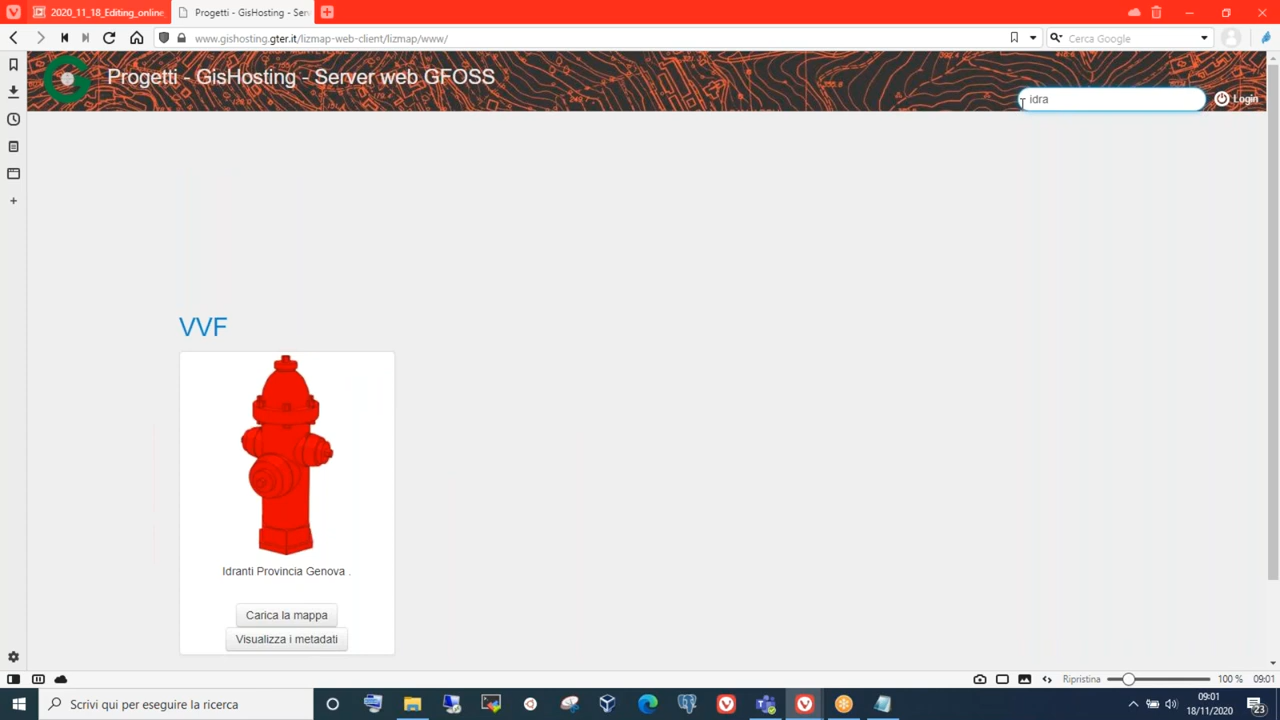 2020_11_18_Editing_online
Progetti - GisHosting - Ser
www.gishosting.gter.it/lizmap-web-client/lizmap/www/
Cerca Google
Progetti - GisHosting - Server web GFOSS
idra
Login
VVF
Idranti Provincia Genova .
Carica la mappa
Visualizza i metadati
Ripristina
100 %
09:01
Scrivi qui per eseguire la ricerca
09:01
18/11/2020
23